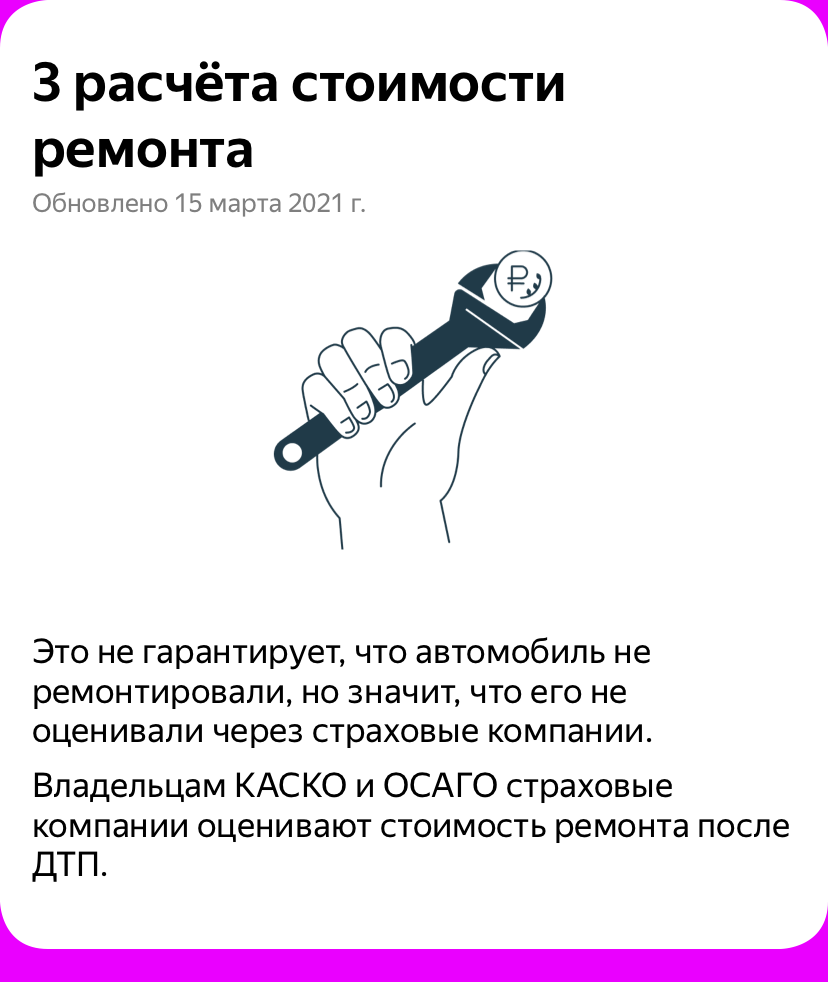 3 расчёта стоимости
ремонта
Обновлено 15 марта 2021 г.
₽
Это не гарантирует, что автомобиль не
ремонтировали, но значит, что его не
оценивали через страховые компании.
Владельцам КАСКО и ОСАГО страховые
компании оценивают стоимость ремонта после
ДТП.